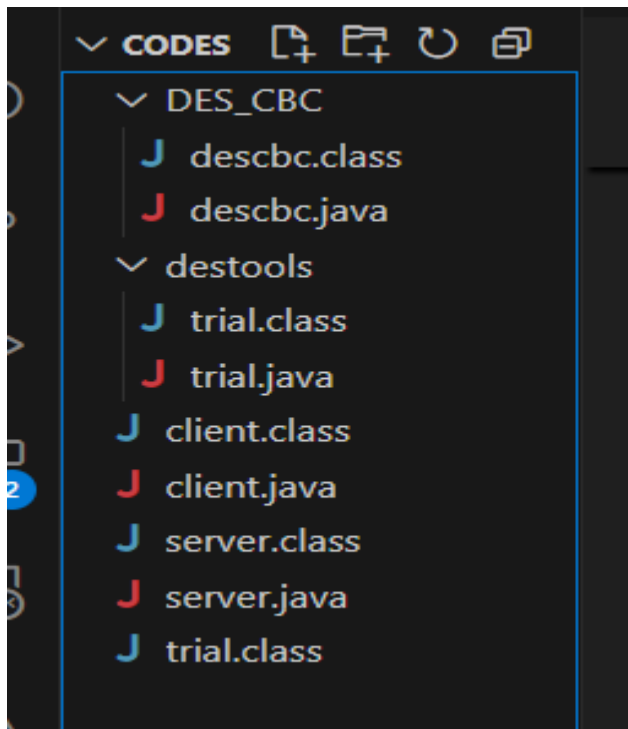 CODES
DES_CBC
J descbc.class
J descbc.java
destools
J trial.class
J trial.java
J client.class
J client.java
J server.class
J server.java
J trial.class
2